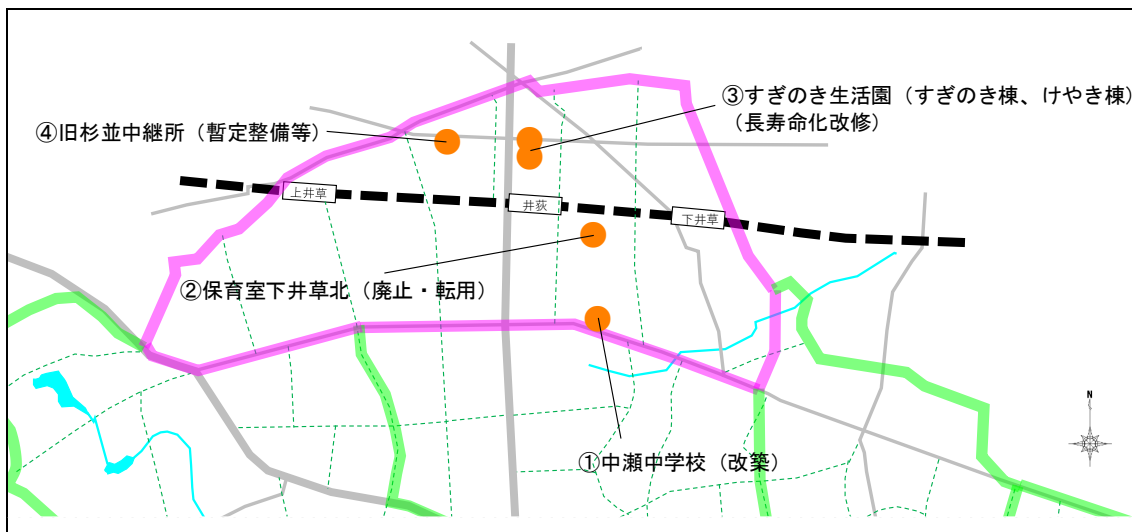 ③すぎのき生活園（すぎのき棟、けやき棟）
（長寿命化改修）
④旧杉並中継所（暫定整備等）
上井草
井荻
下井草
②保育室下井草北（廃止・転用）
①中瀬中学校（改築）
N